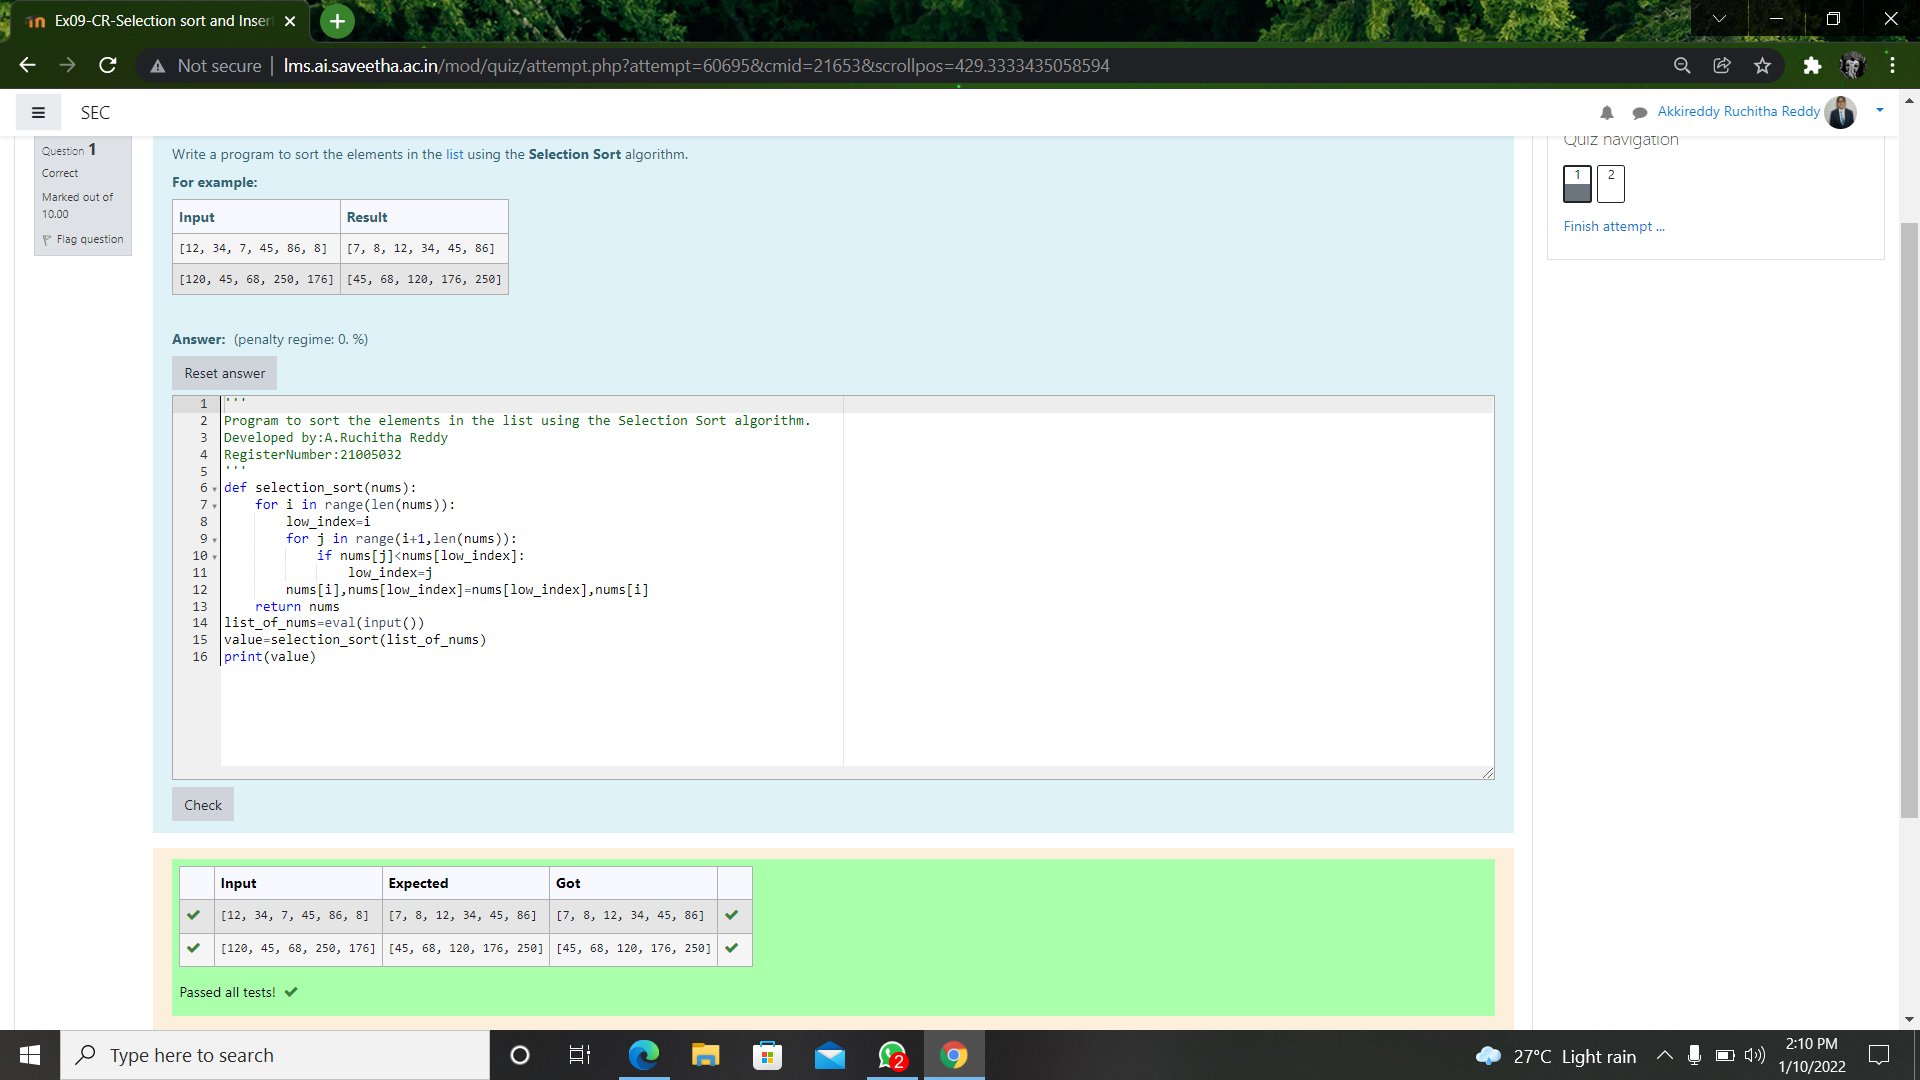 Ex09-CR-Selection sort and Inser
Not secure | lms.ai.saveetha.ac.in/mod/quiz/attempt.php?attempt=60695&cmid=21653&scrollpos=429.3333435058594
SEC
Akkireddy Ruchitha Reddy
Question 1
Correct
Marked out of
10.00
Flag question
Write a program to sort the elements in the list using the Selection Sort algorithm.
For example:
Input Result
[12, 34, 7, 45, 86, 8] [7, 8, 12, 34, 45, 86]
[120, 45, 68, 250, 176] [45, 68, 120, 176, 250]
Answer: (penalty regime: 0. %)
Reset answer
1 '''
2 Program to sort the elements in the list using the Selection Sort algorithm.
3 Developed by:A.Ruchitha Reddy
4 RegisterNumber:21005032
5 '''
6 def selection_sort(nums):
7     for i in range(len(nums)):
8         low_index=i
9         for j in range(i+1,len(nums)):
10             if nums[j]<nums[low_index]:
11                 low_index=j
12         nums[i],nums[low_index]=nums[low_index],nums[i]
13     return nums
14 list_of_nums=eval(input())
15 value=selection_sort(list_of_nums)
16 print(value)
Check
Input Expected Got
[12, 34, 7, 45, 86, 8] [7, 8, 12, 34, 45, 86] [7, 8, 12, 34, 45, 86]
[120, 45, 68, 250, 176] [45, 68, 120, 176, 250] [45, 68, 120, 176, 250]
Passed all tests!
Quiz navigation
1 2
Finish attempt ...
Type here to search
2
27°C Light rain
2:10 PM
1/10/2022